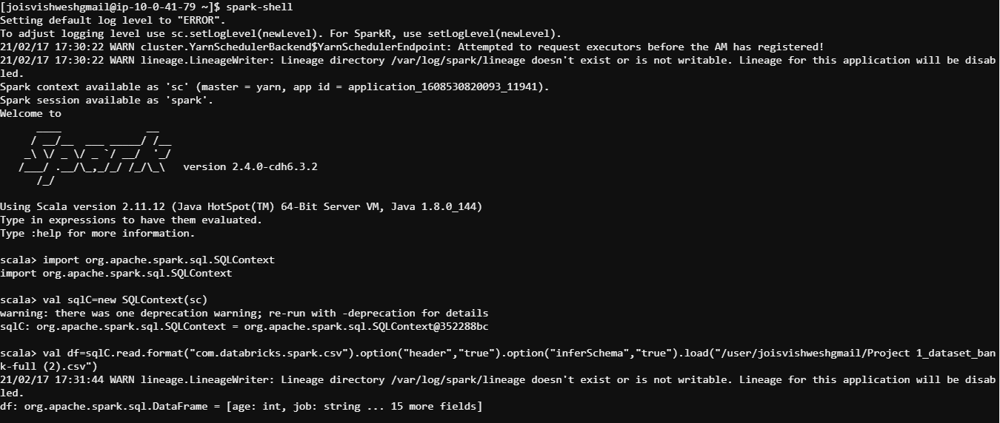 [joisvishweshgmail@ip-10-0-41-79 ~]$ spark-shell
Setting default log level to "ERROR".
To adjust logging level use sc.setLogLevel(newLevel). For SparkR, use setLogLevel(newLevel).
21/02/17 17:30:22 WARN cluster.YarnSchedulerBackend$YarnSchedulerEndpoint: Attempted to request executors before the AM has registered!
21/02/17 17:30:22 WARN lineage.LineageWriter: Lineage directory /var/log/spark/lineage doesn't exist or is not writable. Lineage for this application will be disab
led.
Spark context available as 'sc' (master = yarn, app id = application_1608530820093_11941).
Spark session available as 'spark'.
Welcome to
      ____              __
     / __/__  ___ _____/ /__
    _\ \/ _ \/ _ `/ __/  '_/
   /___/ .__/\_,_/_/ /_/\_\   version 2.4.0-cdh6.3.2
      /_/
Using Scala version 2.11.12 (Java HotSpot(TM) 64-Bit Server VM, Java 1.8.0_144)
Type in expressions to have them evaluated.
Type :help for more information.
scala> import org.apache.spark.sql.SQLContext
import org.apache.spark.sql.SQLContext
scala> val sqlC=new SQLContext(sc)
warning: there was one deprecation warning; re-run with -deprecation for details
sqlC: org.apache.spark.sql.SQLContext = org.apache.spark.sql.SQLContext@352288bc
scala> val df=sqlC.read.format("com.databricks.spark.csv").option("header","true").option("inferSchema","true").load("/user/joisvishweshgmail/Project 1_dataset_ban
k-full (2).csv")
21/02/17 17:31:44 WARN lineage.LineageWriter: Lineage directory /var/log/spark/lineage doesn't exist or is not writable. Lineage for this application will be disab
led.
df: org.apache.spark.sql.DataFrame = [age: int, job: string ... 15 more fields]